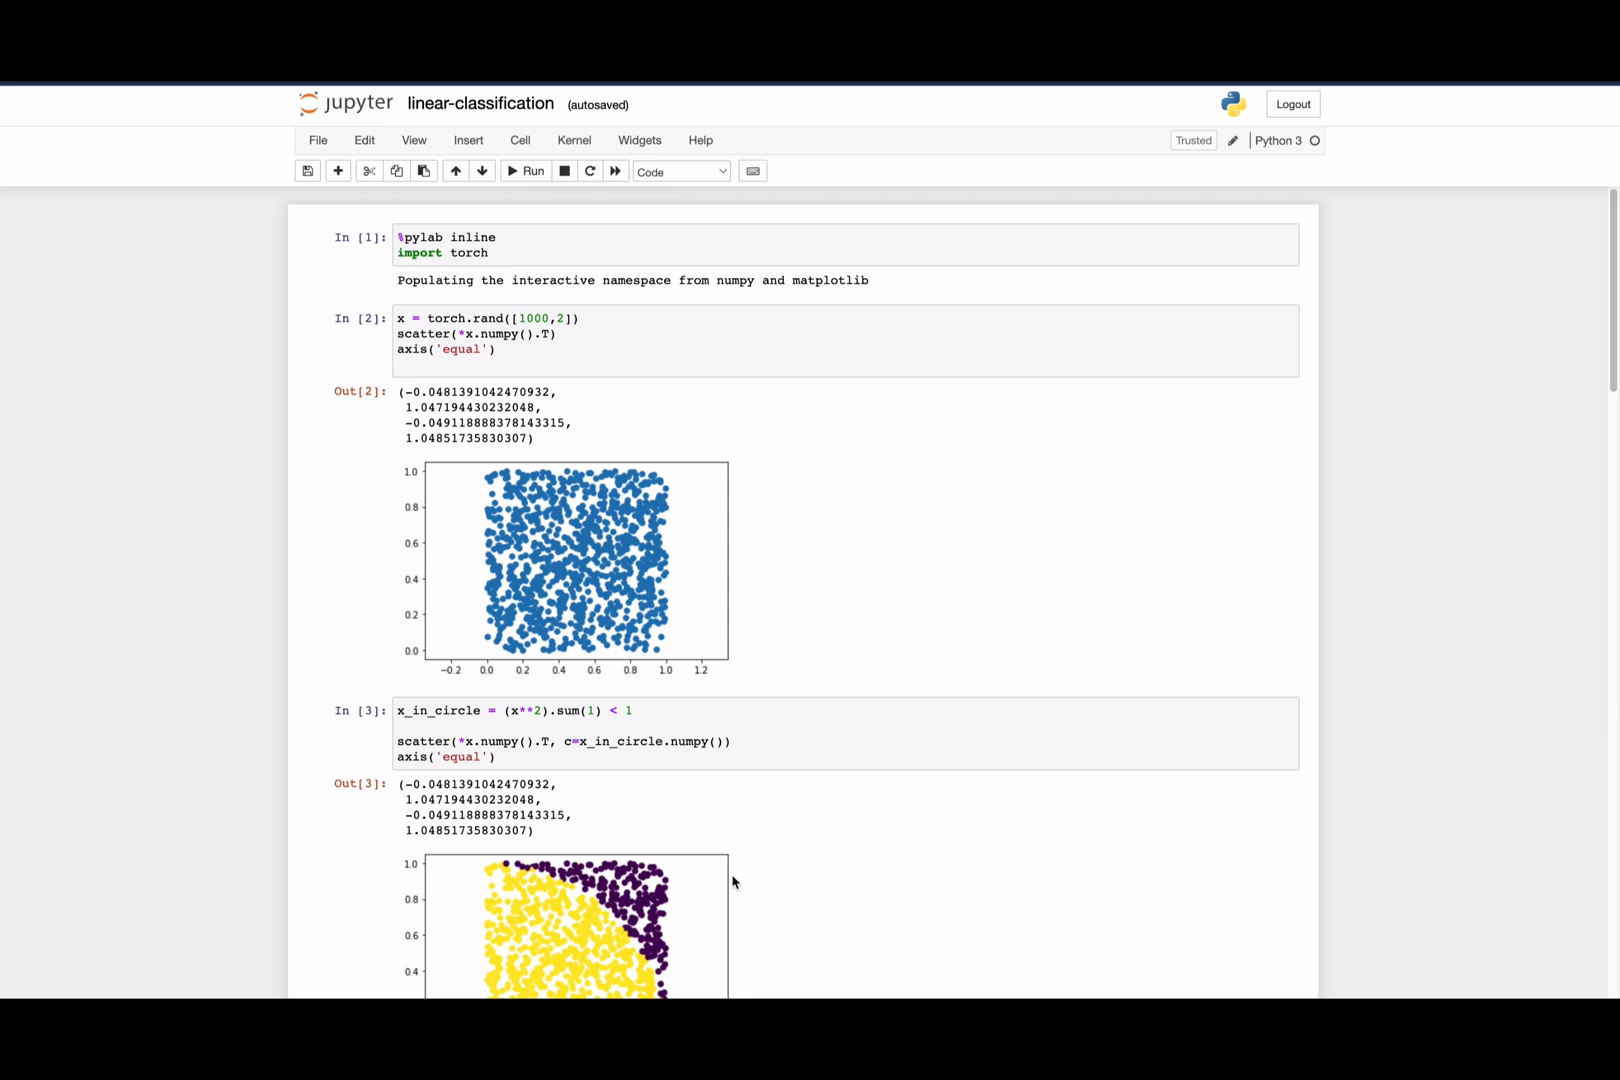 jupyter linear-classification (autosaved)
Logout
File Edit View Insert Cell Kernel Widgets Help
Trusted Python 3
Run Code
In [1]: %pylab inline
import torch
Populating the interactive namespace from numpy and matplotlib
In [2]: x = torch.rand([1000,2])
scatter(*x.numpy().T)
axis('equal')
Out[2]: (-0.0481391042470932,
1.047194430232048,
-0.049118888378143315,
1.04851735830307)
1.0
0.8
0.6
0.4
0.2
0.0
−0.2 0.0 0.2 0.4 0.6 0.8 1.0 1.2
In [3]: x_in_circle = (x**2).sum(1) < 1
scatter(*x.numpy().T, c=x_in_circle.numpy())
axis('equal')
Out[3]: (-0.0481391042470932,
1.047194430232048,
-0.049118888378143315,
1.04851735830307)
1.0
0.8
0.6
0.4